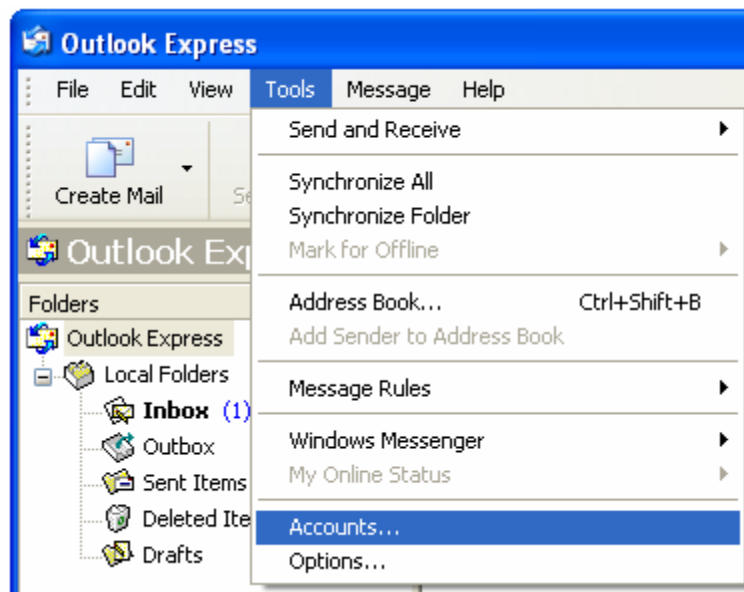 Outlook Express
File Edit View Tools Message Help
Create Mail
Send and Receive
Synchronize All
Synchronize Folder
Mark for Offline
Address Book... Ctrl+Shift+B
Add Sender to Address Book
Message Rules
Windows Messenger
My Online Status
Accounts...
Options...
Outlook
Folders
Outlook Express
Local Folders
Inbox (1)
Outbox
Sent Items
Deleted
Drafts